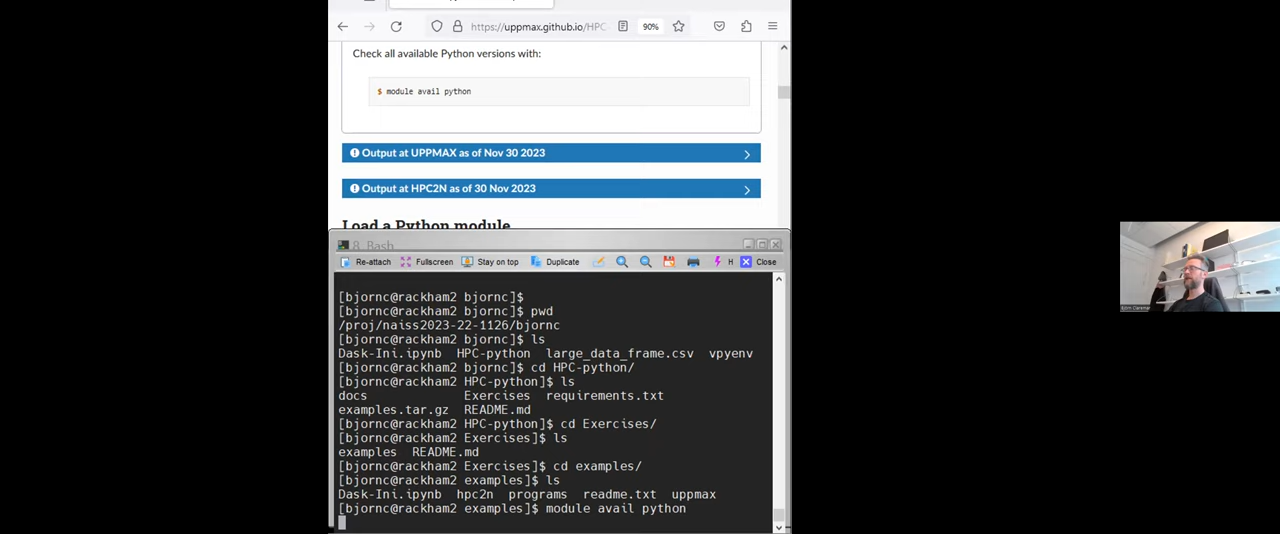 https://uppmax.github.io/HPC-
90%
Check all available Python versions with:
$ module avail python
Output at UPPMAX as of Nov 30 2023
Output at HPC2N as of 30 Nov 2023
Load a Python module
8. Bash
Re-attach Fullscreen Stay on top Duplicate H Close
[bjornc@rackham2 bjornc]$
[bjornc@rackham2 bjornc]$ pwd
/proj/naiss2023-22-1126/bjornc
[bjornc@rackham2 bjornc]$ ls
Dask-Ini.ipynb HPC-python large_data_frame.csv vpyenv
[bjornc@rackham2 bjornc]$ cd HPC-python/
[bjornc@rackham2 HPC-python]$ ls
docs Exercises requirements.txt
examples.tar.gz README.md
[bjornc@rackham2 HPC-python]$ cd Exercises/
[bjornc@rackham2 Exercises]$ ls
examples README.md
[bjornc@rackham2 Exercises]$ cd examples/
[bjornc@rackham2 examples]$ ls
Dask-Ini.ipynb hpc2n programs readme.txt uppmax
[bjornc@rackham2 examples]$ module avail python